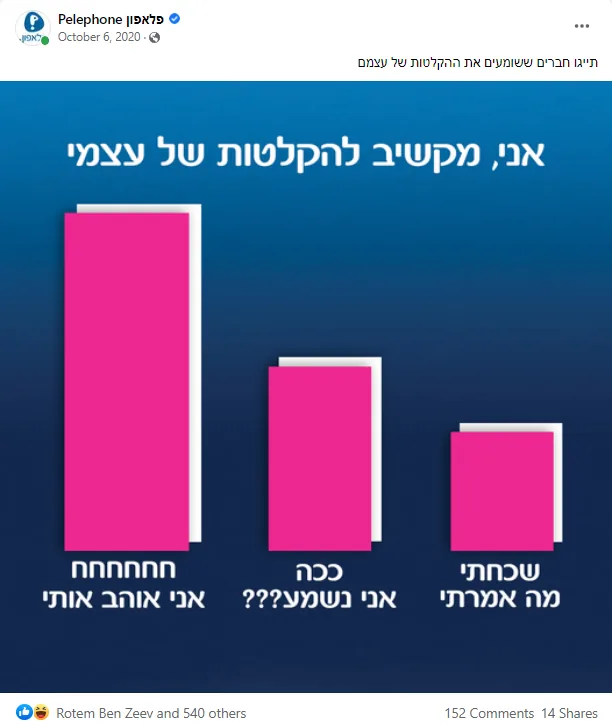 Pelephone פלאפון
October 6, 2020 ·
פלאפון.
תייגו חברים ששומעים את ההקלטות של עצמם
אני, מקשיב להקלטות של עצמי
שכחתי
מה אמרתי
ככה
אני נשמע???
חחחחחח
אני אוהב אותי
Rotem Ben Zeev and 540 others
152 Comments 14 Shares